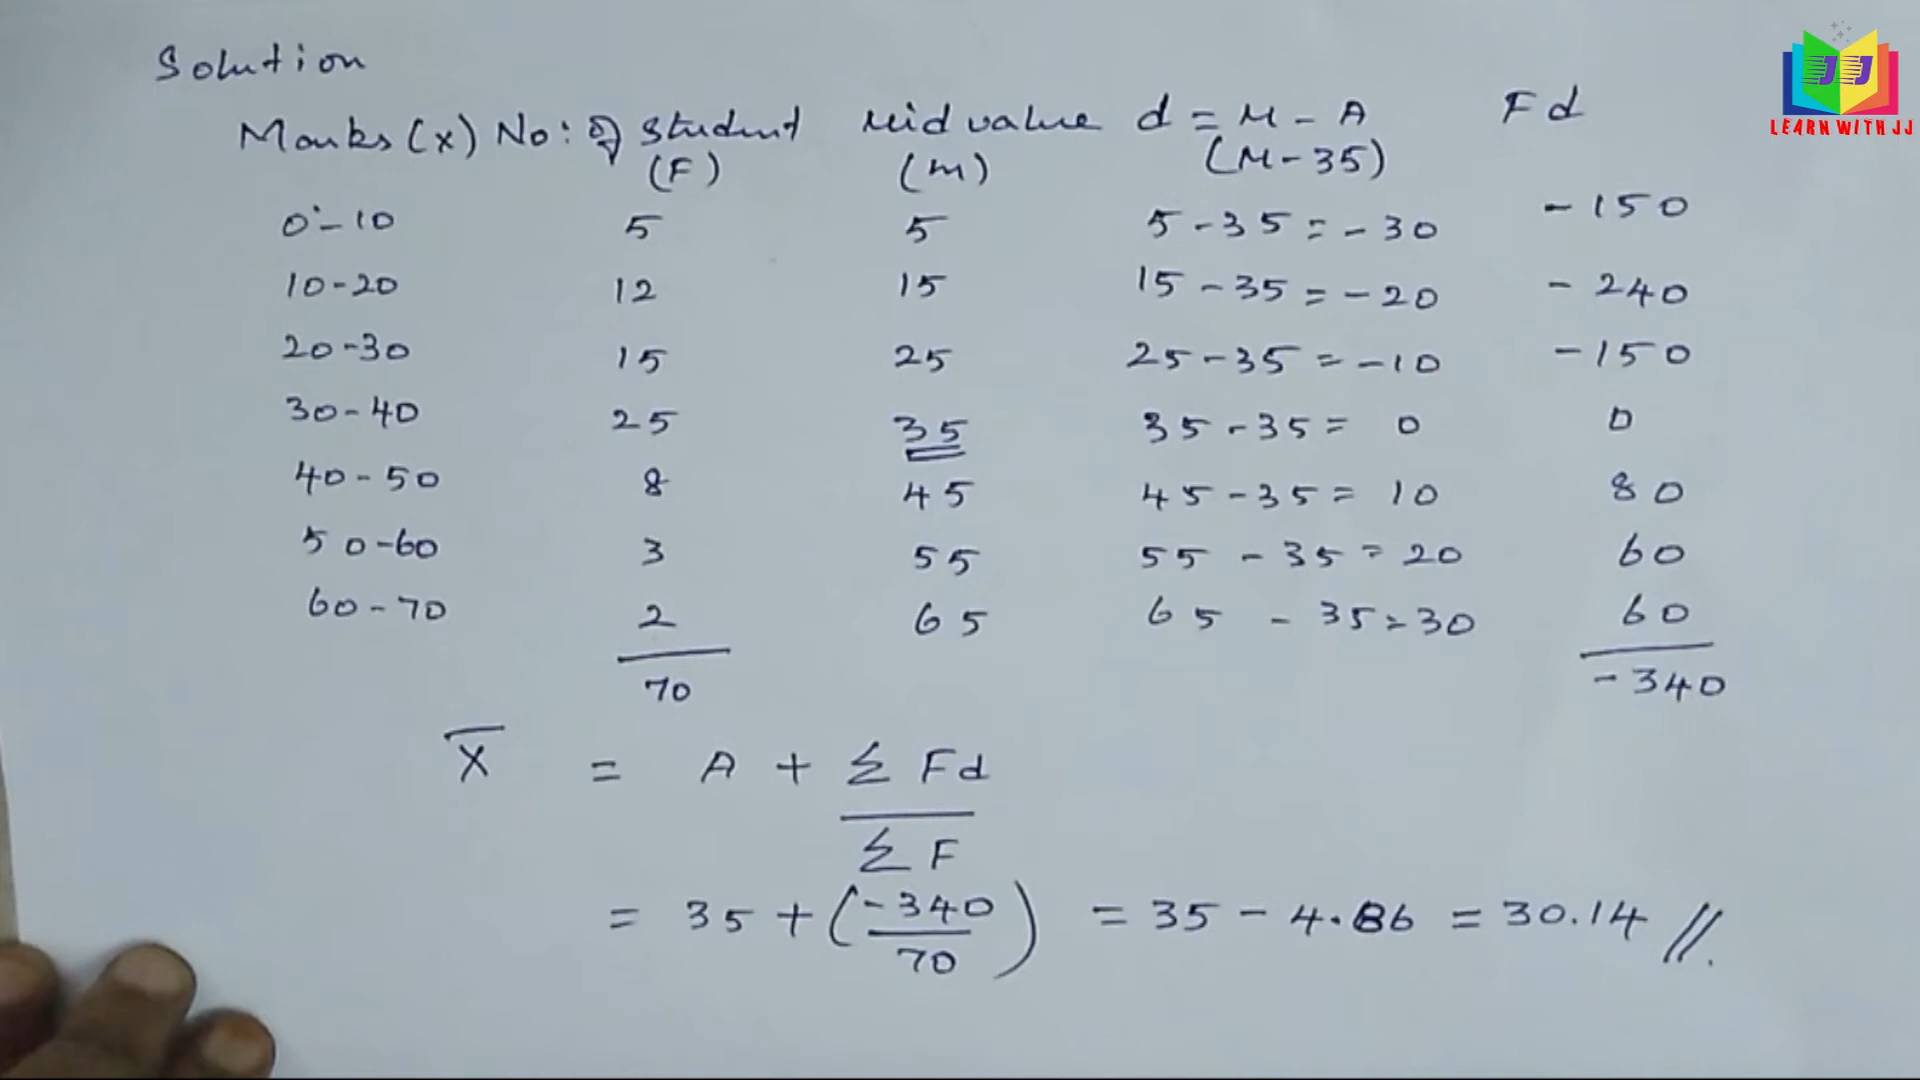 Solution
Marks (x) No: of student mid value d = M - A Fd
(F) (m) (M - 35)
0 - 10 5 5 5 - 35 = - 30 - 150
10 - 20 12 15 15 - 35 = - 20 - 240
20 - 30 15 25 25 - 35 = - 10 - 150
30 - 40 25 35 35 - 35 = 0 0
40 - 50 8 45 45 - 35 = 10 80
50 - 60 3 55 55 - 35 = 20 60
60 - 70 2 65 65 - 35 = 30 60
70 - 340
X̅ = A + Σ Fd
Σ F
= 35 + ( - 340 / 70 ) = 35 - 4.86 = 30.14 //.
JJ
LEARN WITH JJ